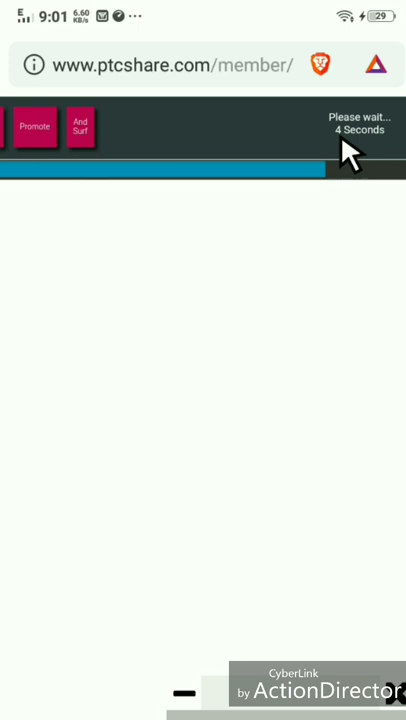 E 9:01 6.60 KB/s ... 29
www.ptcshare.com/member/
Promote
And
Surf
Please wait...
4 Seconds
CyberLink
by ActionDirector